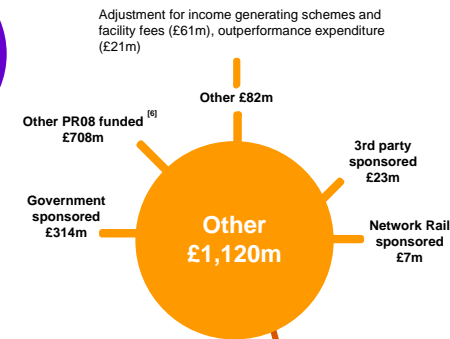 Adjustment for income generating schemes and
facility fees (£61m), outperformance expenditure
(£21m)
Other £82m
Other PR08 funded [6]
£708m
3rd party
sponsored
£23m
Government
sponsored
£314m
Other
£1,120m
Network Rail
sponsored
£7m